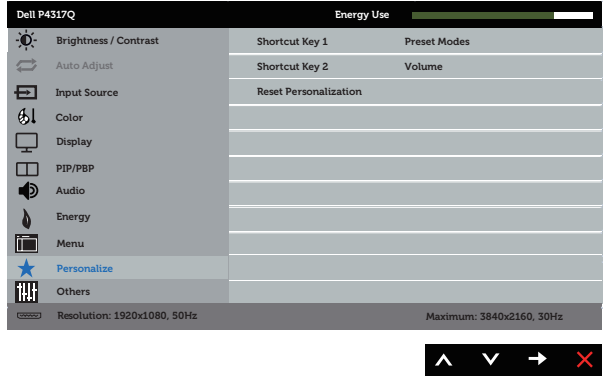 Dell P4317Q Energy Use
Brightness / Contrast Shortcut Key 1 Preset Modes
Auto Adjust Shortcut Key 2 Volume
Input Source Reset Personalization
Color
Display
PIP/PBP
Audio
Energy
Menu
Personalize
Others
Resolution: 1920x1080, 50Hz Maximum: 3840x2160, 30Hz